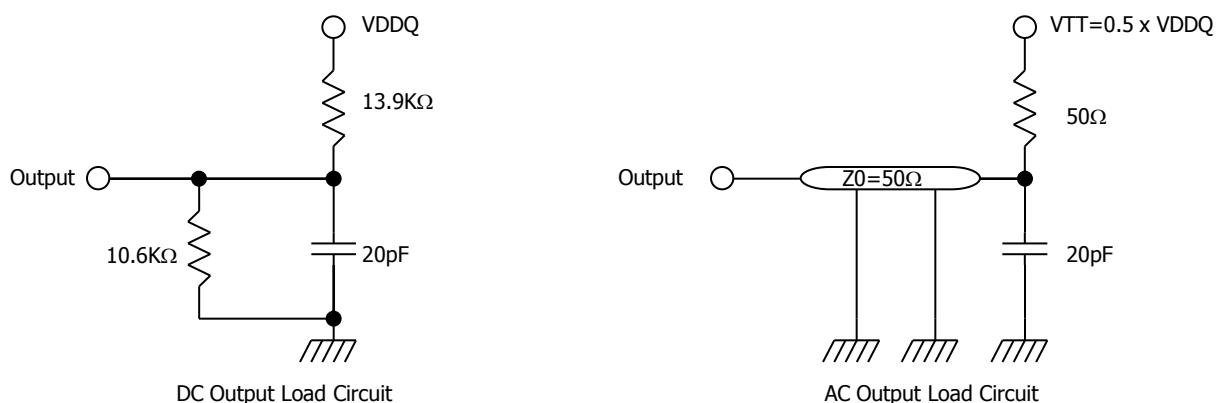 VDDQ
13.9KΩ
Output
10.6KΩ
20pF
DC Output Load Circuit
VTT=0.5 x VDDQ
50Ω
Output
Z0=50Ω
20pF
AC Output Load Circuit